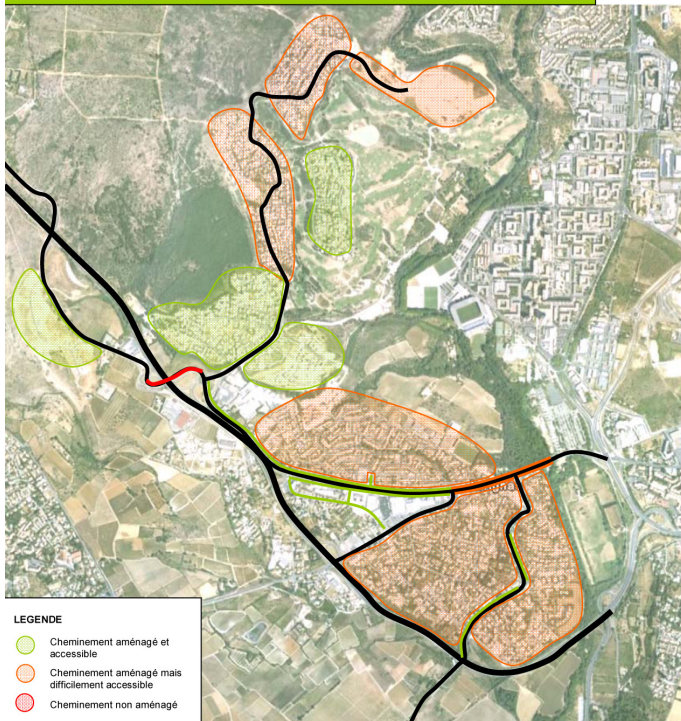 LEGENDE
Cheminement aménagé et
accessible
Cheminement aménagé mais
difficilement accessible
Cheminement non aménagé